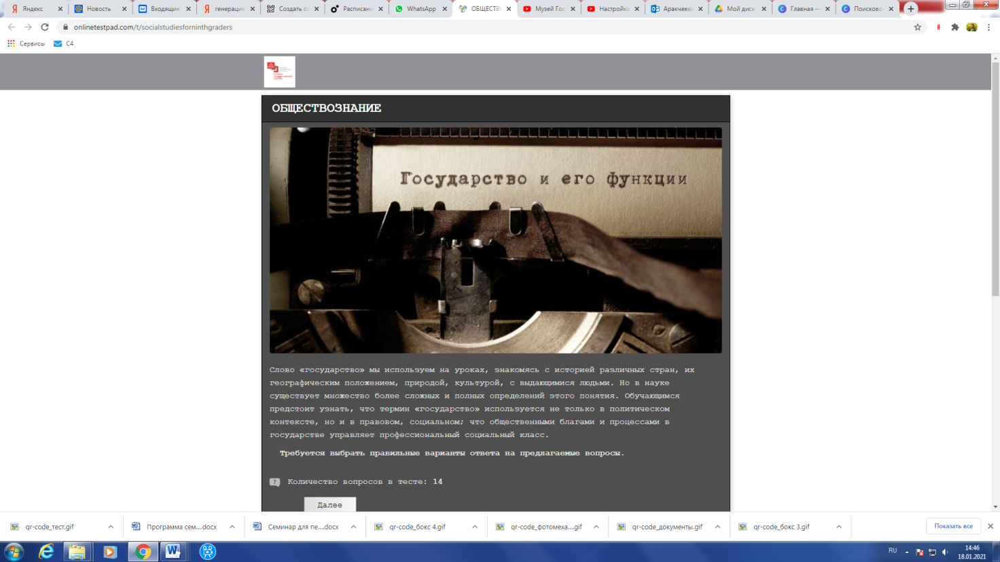 Яндекс
Новость
Входящие
генерация
Создать сс
Расписани
WhatsApp
ОБЩЕСТВО
Музей Гос
Настройка
Аракчеева
Мой диск
Главная —
Поисково
onlinetestpad.com/t/socialstudiesforninthgraders
Сервисы
С4
ОБЩЕСТВОЗНАНИЕ
Государство и его функции
Слово «государство» мы используем на уроках, знакомясь с историей различных стран, их
географическим положением, природой, культурой, с выдающимися людьми. Но в науке
существует множество более сложных и полных определений этого понятия. Обучающимся
предстоит узнать, что термин «государство» используется не только в политическом
контексте, но и в правовом, социальном; что общественными благами и процессами в
государстве управляет профессиональный социальный класс.
Требуется выбрать правильные варианты ответа на предлагаемые вопросы.
Количество вопросов в тесте: 14
Далее
qr-code_тест.gif
Программа сем....docx
Семинар для пе....docx
qr-code_бокс 4.gif
qr-code_фотомеха....gif
qr-code_документы.gif
qr-code_бокс 3.gif
Показать все
RU
14:46
18.01.2021